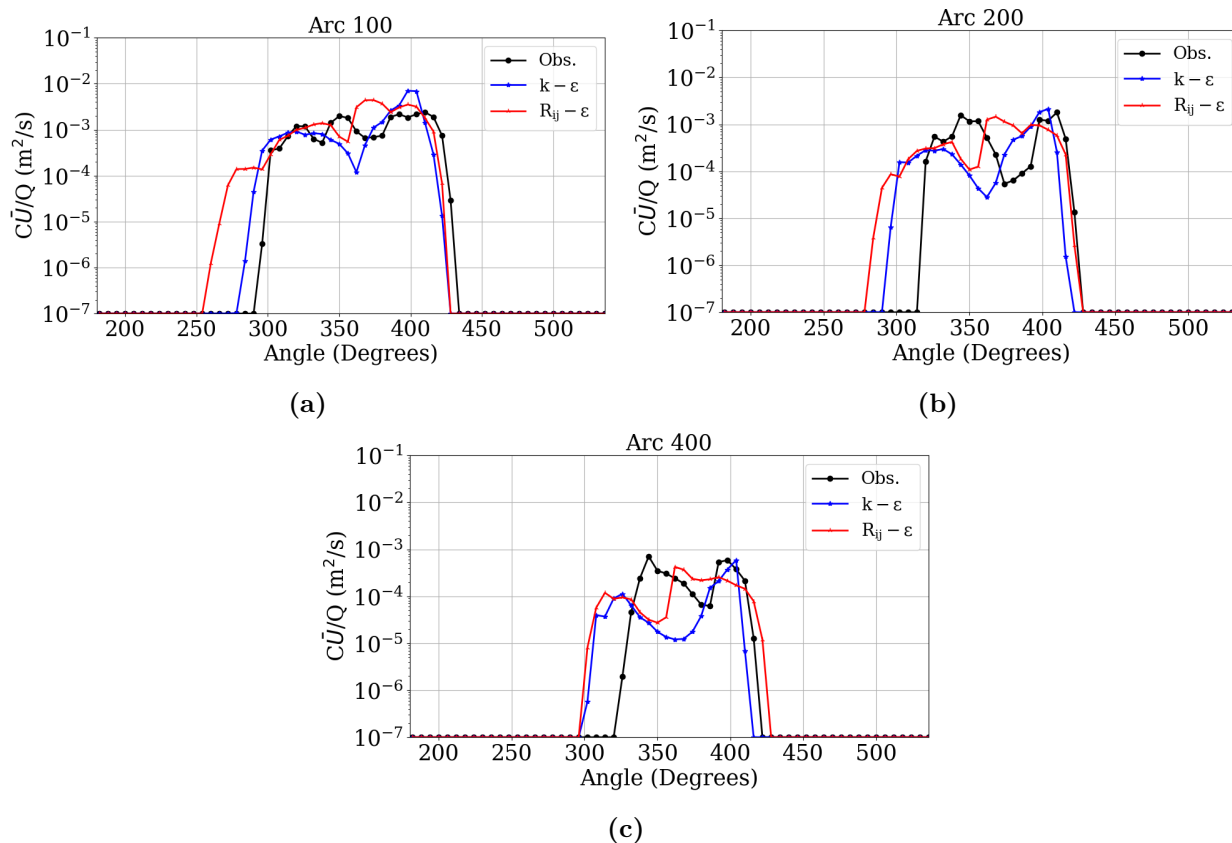 Arc 100
10⁻¹
10⁻²
10⁻³
10⁻⁴
10⁻⁵
10⁻⁶
10⁻⁷
CŪ/Q (m²/s)
Obs.
k − ε
Rᵢⱼ − ε
200 250 300 350 400 450 500
Angle (Degrees)
(a)
Arc 200
10⁻¹
10⁻²
10⁻³
10⁻⁴
10⁻⁵
10⁻⁶
10⁻⁷
CŪ/Q (m²/s)
Obs.
k − ε
Rᵢⱼ − ε
200 250 300 350 400 450 500
Angle (Degrees)
(b)
Arc 400
10⁻¹
10⁻²
10⁻³
10⁻⁴
10⁻⁵
10⁻⁶
10⁻⁷
CŪ/Q (m²/s)
Obs.
k − ε
Rᵢⱼ − ε
200 250 300 350 400 450 500
Angle (Degrees)
(c)